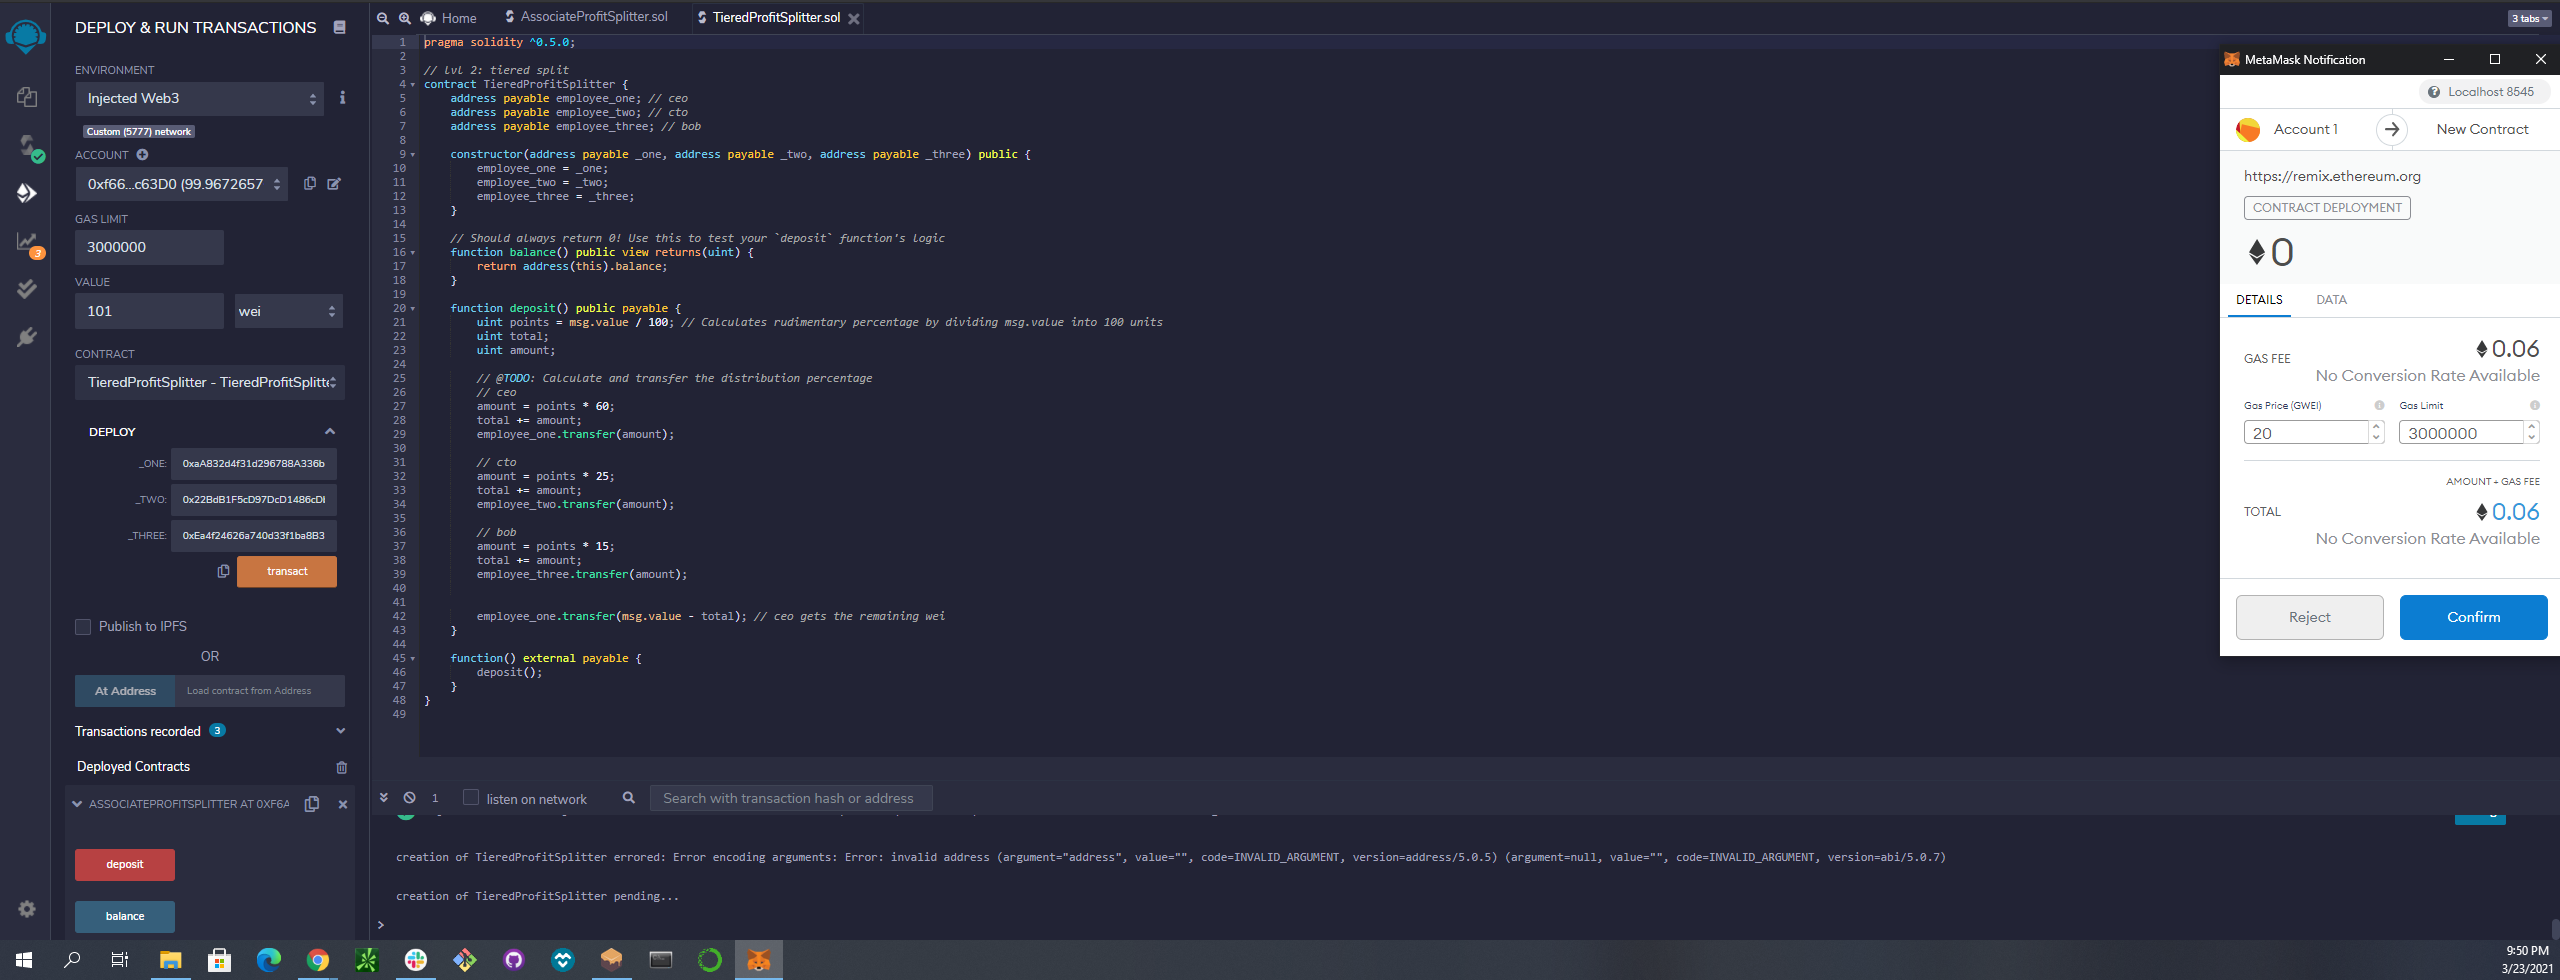 DEPLOY & RUN TRANSACTIONS
ENVIRONMENT
Injected Web3
Custom (5777) network
ACCOUNT
0xf66...c63D0 (99.9672657
GAS LIMIT
3000000
VALUE
101
wei
CONTRACT
TieredProfitSplitter - TieredProfitSplitte
DEPLOY
_ONE:
0xaA832d4f31d296788A336b
_TWO:
0x22BdB1F5cD97DcD1486cDl
_THREE:
0xEa4f24626a740d33f1ba8B3
transact
Publish to IPFS
OR
At Address
Load contract from Address
Transactions recorded 3
Deployed Contracts
ASSOCIATEPROFITSPLITTER AT 0XF6A
deposit
balance
3
Home
AssociateProfitSplitter.sol
TieredProfitSplitter.sol
3 tabs
1 pragma solidity ^0.5.0;
2
3 // lvl 2: tiered split
4 contract TieredProfitSplitter {
5 address payable employee_one; // ceo
6 address payable employee_two; // cto
7 address payable employee_three; // bob
8
9 constructor(address payable _one, address payable _two, address payable _three) public {
10 employee_one = _one;
11 employee_two = _two;
12 employee_three = _three;
13 }
14
15 // Should always return 0! Use this to test your `deposit` function's logic
16 function balance() public view returns(uint) {
17 return address(this).balance;
18 }
19
20 function deposit() public payable {
21 uint points = msg.value / 100; // Calculates rudimentary percentage by dividing msg.value into 100 units
22 uint total;
23 uint amount;
24
25 // @TODO: Calculate and transfer the distribution percentage
26 // ceo
27 amount = points * 60;
28 total += amount;
29 employee_one.transfer(amount);
30
31 // cto
32 amount = points * 25;
33 total += amount;
34 employee_two.transfer(amount);
35
36 // bob
37 amount = points * 15;
38 total += amount;
39 employee_three.transfer(amount);
40
41
42 employee_one.transfer(msg.value - total); // ceo gets the remaining wei
43 }
44
45 function() external payable {
46 deposit();
47 }
48 }
49
1
listen on network
Search with transaction hash or address
creation of TieredProfitSplitter errored: Error encoding arguments: Error: invalid address (argument="address", value="", code=INVALID_ARGUMENT, version=address/5.0.5) (argument=null, value="", code=INVALID_ARGUMENT, version=abi/5.0.7)
creation of TieredProfitSplitter pending...
>
MetaMask Notification
Localhost 8545
Account 1
New Contract
https://remix.ethereum.org
CONTRACT DEPLOYMENT
0
DETAILS
DATA
GAS FEE
0.06
No Conversion Rate Available
Gas Price (GWEI)
Gas Limit
20
3000000
AMOUNT + GAS FEE
TOTAL
0.06
No Conversion Rate Available
Reject
Confirm
9:50 PM
3/23/2021